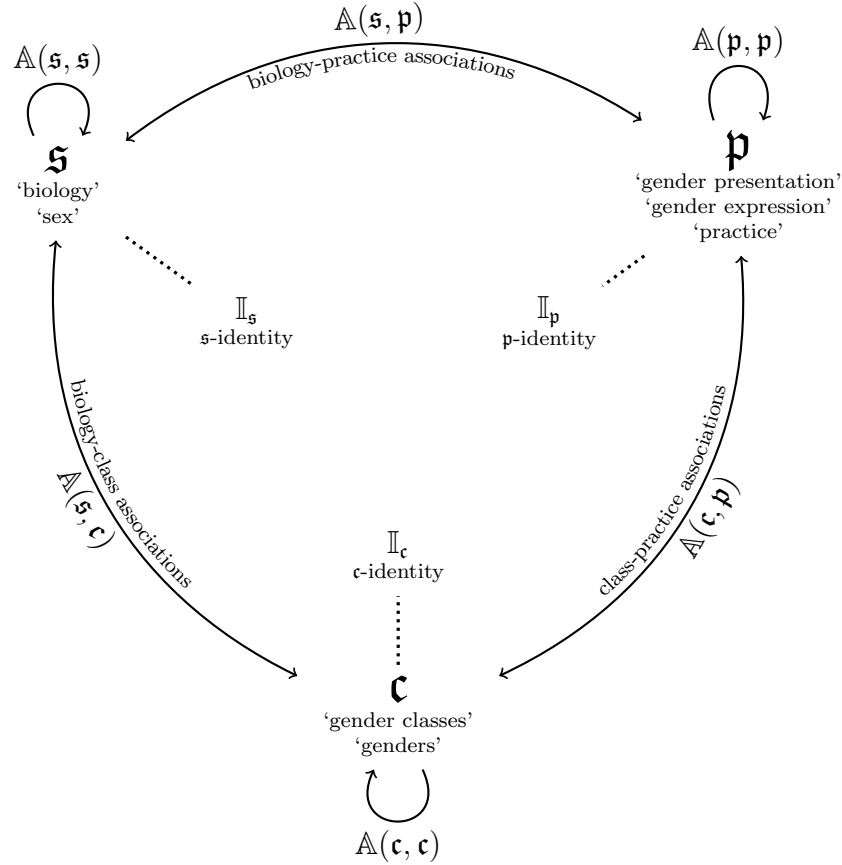 𝔸(𝔰, 𝔭)
biology-practice associations
𝔸(𝔰, 𝔰)
𝔸(𝔭, 𝔭)
𝔰
‘biology’
‘sex’
𝔭
‘gender presentation’
‘gender expression’
‘practice’
𝕀𝔰
𝔰-identity
𝕀𝔭
𝔭-identity
biology-class associations
𝔸(𝔰, 𝔠)
class-practice associations
𝔸(𝔠, 𝔭)
𝕀𝔠
𝔠-identity
𝔠
‘gender classes’
‘genders’
𝔸(𝔠, 𝔠)